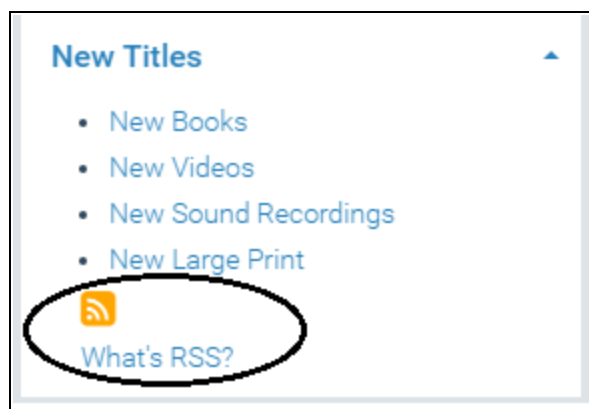 New Titles
New Books
New Videos
New Sound Recordings
New Large Print
What's RSS?